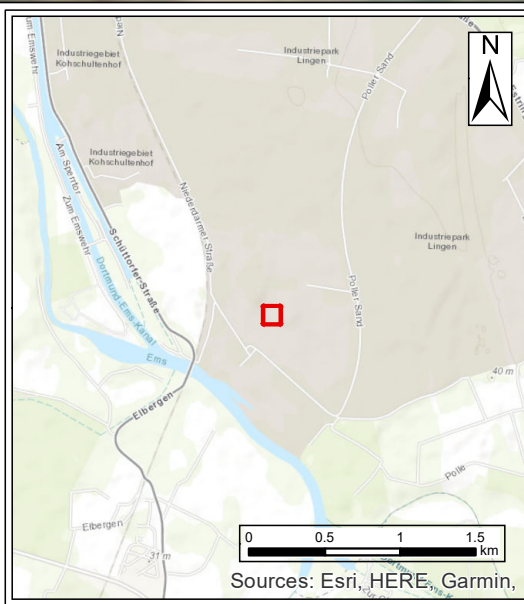 Zum Emswehr
Industriegebiet
Kohschultenhof
Industriepark
Lingen
Poller Sand
N
Industriegebiet
Kohschultenhof
Am Sperrtor
Zum Emswehr
Schüttorfer-Straße
Dortmund-Ems-Kanal
Niederdarmer Straße
Industriepark
Lingen
Poller Sand
Ems
Elbergen
40 m
Polle
Elbergen
31 m
0 0.5 1 1.5
km
Sources: Esri, HERE, Garmin,